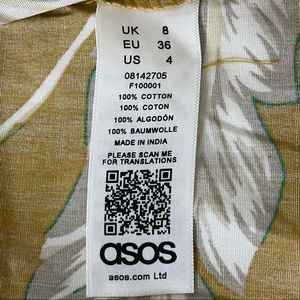 UK 8
EU 36
US 4
08142705
F100001
100% COTTON
100% COTON
100% ALGODÓN
100% BAUMWOLLE
MADE IN INDIA
PLEASE SCAN ME
FOR TRANSLATIONS
asos
asos.com Ltd